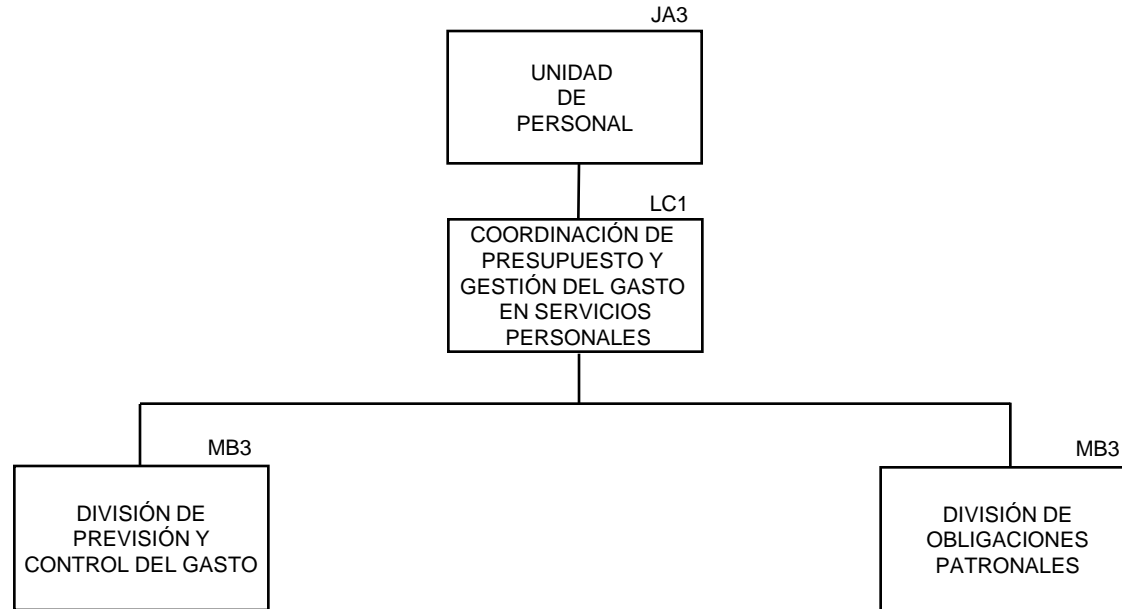 JA3
UNIDAD
DE
PERSONAL
LC1
COORDINACIÓN DE
PRESUPUESTO Y
GESTIÓN DEL GASTO
EN SERVICIOS
PERSONALES
MB3
DIVISIÓN DE
PREVISIÓN Y
CONTROL DEL GASTO
MB3
DIVISIÓN DE
OBLIGACIONES
PATRONALES